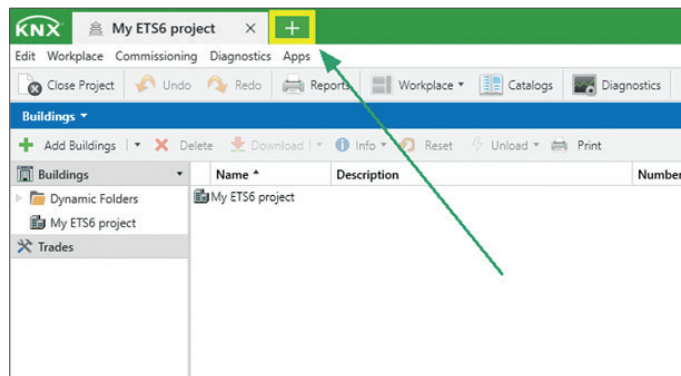 KNX My ETS6 project
Edit Workplace Commissioning Diagnostics Apps
Close Project Undo Redo Reports Workplace Catalogs Diagnostics
Buildings
Add Buildings Delete Download Info Reset Unload Print
Buildings Name Description Number
Dynamic Folders My ETS6 project
My ETS6 project
Trades